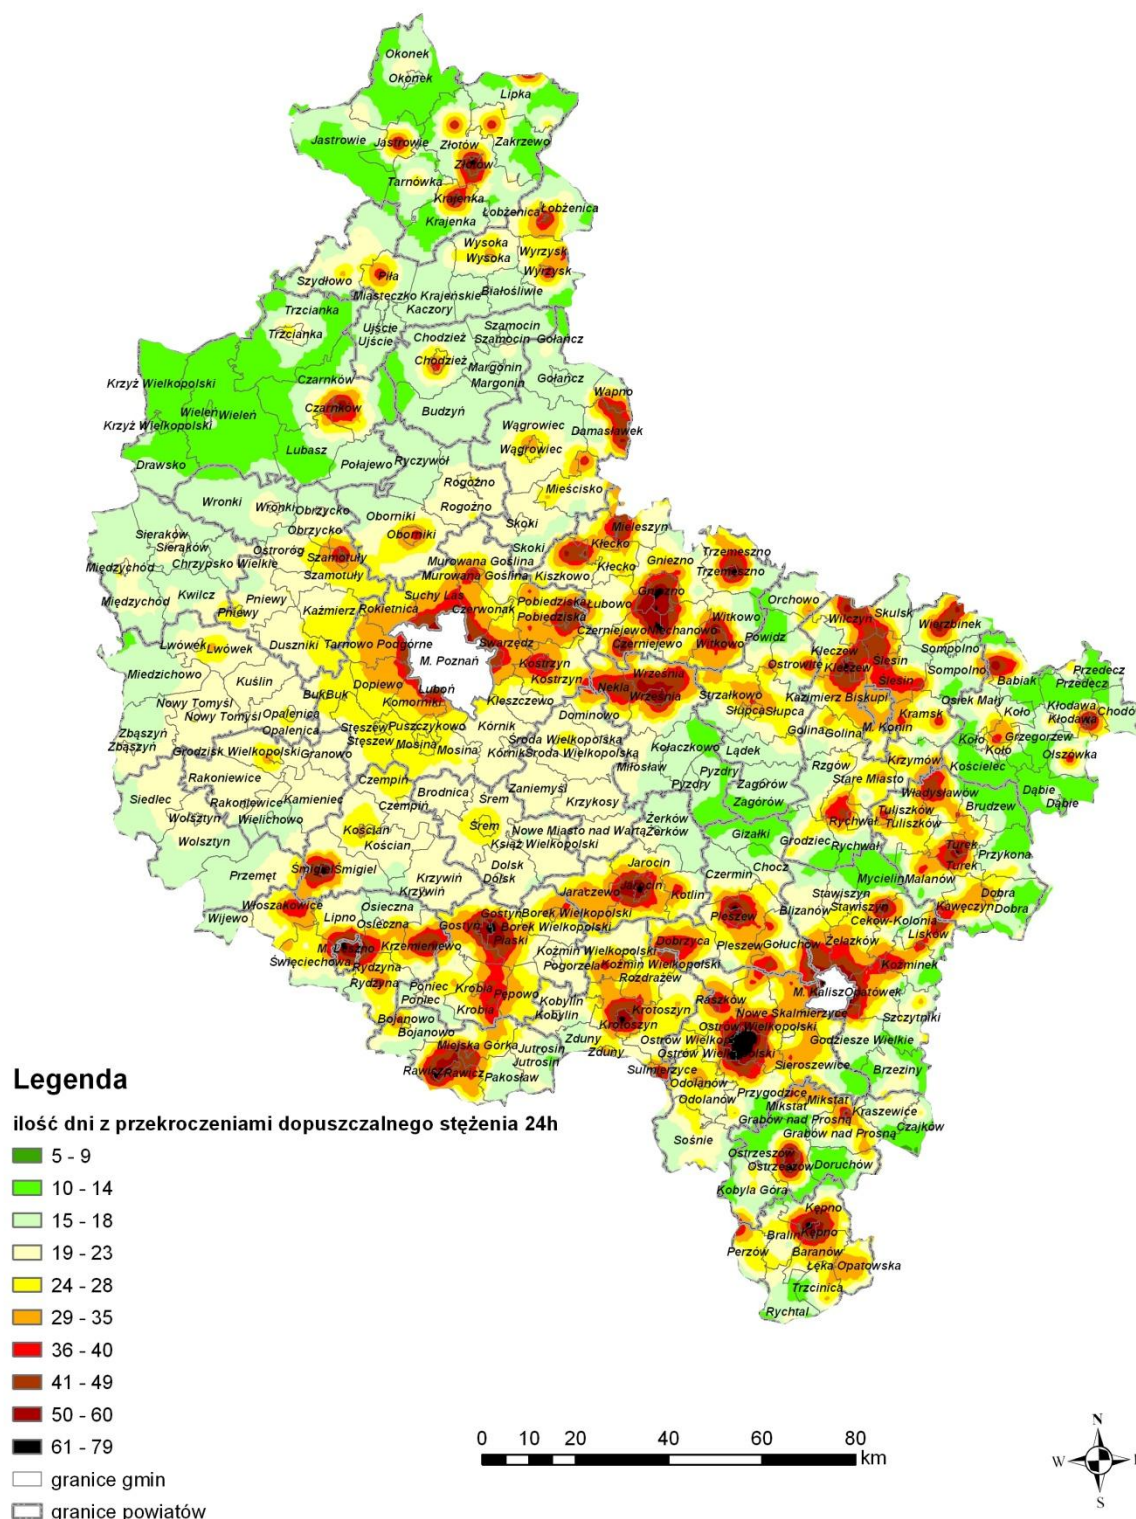 Okonek
Okonek
Lipka
Jastrowie
Jastrowie
Złotów
Zakrzewo
Złotów
Tarnówka
Krajenka
Łobżenica
Łobżenica
Krajenka
Wysoka
Wysoka
Wyrzysk
Wyrzysk
Szydłowo
Piła
Białośliwie
Miasteczko Krajeńskie
Kaczory
Trzcianka
Trzcianka
Ujście
Ujście
Szamocin
Szamocin
Gołańcz
Chodzież
Chodzież
Margonin
Margonin
Gołańcz
Krzyż Wielkopolski
Czarnków
Czarnków
Wapno
Wieleń
Wieleń
Krzyż Wielkopolski
Budzyń
Damasławek
Wągrowiec
Wągrowiec
Lubasz
Drawsko
Połajewo
Ryczywół
Rogoźno
Rogoźno
Mieścisko
Wronki
Wronki
Obrzycko
Obrzycko
Oborniki
Oborniki
Skoki
Skoki
Mieleszyn
Sieraków
Sieraków
Ostroróg
Chrzypsko Wielkie
Szamotuły
Szamotuły
Kłecko
Kłecko
Gniezno
Gniezno
Trzemeszno
Trzemeszno
Międzychód
Międzychód
Murowana Goślina
Murowana Goślina
Kiszkowo
Kwilcz
Pniewy
Pniewy
Kaźmierz
Rokietnica
Suchy Las
Czerwonak
Pobiedziska
Pobiedziska
Łubowo
Witkowo
Witkowo
Powidz
Orchowo
Wilczyn
Skulsk
Wierzbinek
Lwówek
Lwówek
Duszniki
Tarnowo Podgórne
M. Poznań
Swarzędz
Czerniejewo
Czerniejewo
Niechanowo
Kleczew
Kleczew
Ślesin
Ślesin
Sompolno
Sompolno
Babiak
Przedecz
Przedecz
Miedzichowo
Kuślin
Buk
Buk
Dopiewo
Luboń
Komorniki
Kostrzyn
Kostrzyn
Nekla
Września
Września
Ostrowite
Strzałkowo
Słupca
Słupca
Kazimierz Biskupi
Kramsk
Osiek Mały
Koło
Koło
Kłodawa
Kłodawa
Chodów
Grzegorzew
Olszówka
Nowy Tomyśl
Nowy Tomyśl
Opalenica
Opalenica
Zbąszyń
Zbąszyń
Stęszew
Stęszew
Puszczykowo
Mosina
Mosina
Kórnik
Kórnik
Kleszczewo
Dominowo
Środa Wielkopolska
Środa Wielkopolska
Kołaczkowo
Miłosław
Lądek
Golina
Golina
M. Konin
Grodzisk Wielkopolski
Granowo
Rakoniewice
Rakoniewice
Siedlec
Kamieniec
Czempiń
Czempiń
Brodnica
Śrem
Śrem
Zaniemyśl
Krzykosy
Pyzdry
Pyzdry
Zagórów
Zagórów
Rzgów
Stare Miasto
Krzymów
Kościelec
Dąbie
Dąbie
Władysławów
Brudzew
Wolsztyn
Wolsztyn
Wielichowo
Kościan
Kościan
Nowe Miasto nad Wartą
Książ Wielkopolski
Żerków
Żerków
Gizałki
Grodziec
Rychwał
Rychwał
Tuliszków
Tuliszków
Turek
Turek
Przykona
Przemęt
Śmigiel
Śmigiel
Krzywiń
Krzywiń
Dolsk
Dolsk
Jarocin
Jarocin
Jaraczewo
Kotlin
Czermin
Chocz
Mycielin
Malanów
Dobra
Dobra
Kawęczyn
Wijewo
Włoszakowice
Lipno
Osieczna
Osieczna
Gostyń
Gostyń
Borek Wielkopolski
Borek Wielkopolski
Pleszew
Pleszew
Blizanów
Stawiszyn
Stawiszyn
Ceków-Kolonia
Lisków
M. Leszno
Święciechowa
Krzemieniewo
Piaski
Koźmin Wielkopolski
Koźmin Wielkopolski
Pogorzela
Dobrzyca
Gołuchów
Żelazków
Koźminek
Rydzyna
Rydzyna
Poniec
Poniec
Krobia
Krobia
Pępowo
Kobylin
Kobylin
Rozdrażew
Krotoszyn
Krotoszyn
Raszków
M. Kalisz
Opatówek
Szczytniki
Bojanowo
Bojanowo
Miejska Górka
Jutrosin
Jutrosin
Zduny
Zduny
Nowe Skalmierzyce
Ostrów Wielkopolski
Ostrów Wielkopolski
Ostrów Wielkopolski
Godziesze Wielkie
Rawicz
Rawicz
Pakosław
Sulmierzyce
Sieroszewice
Brzeziny
Odolanów
Odolanów
Przygodzice
Mikstat
Mikstat
Kraszewice
Grabów nad Prosną
Grabów nad Prosną
Czajków
Sośnie
Ostrzeszów
Ostrzeszów
Doruchów
Kobyla Góra
Kępno
Kępno
Bralin
Perzów
Baranów
Łęka Opatowska
Trzcinica
Rychtal
Legenda
ilość dni z przekroczeniami dopuszczalnego stężenia 24h
5 - 9
10 - 14
15 - 18
19 - 23
24 - 28
29 - 35
36 - 40
41 - 49
50 - 60
61 - 79
granice gmin
granice powiatów
0 10 20 40 60 80
km
N
W
S